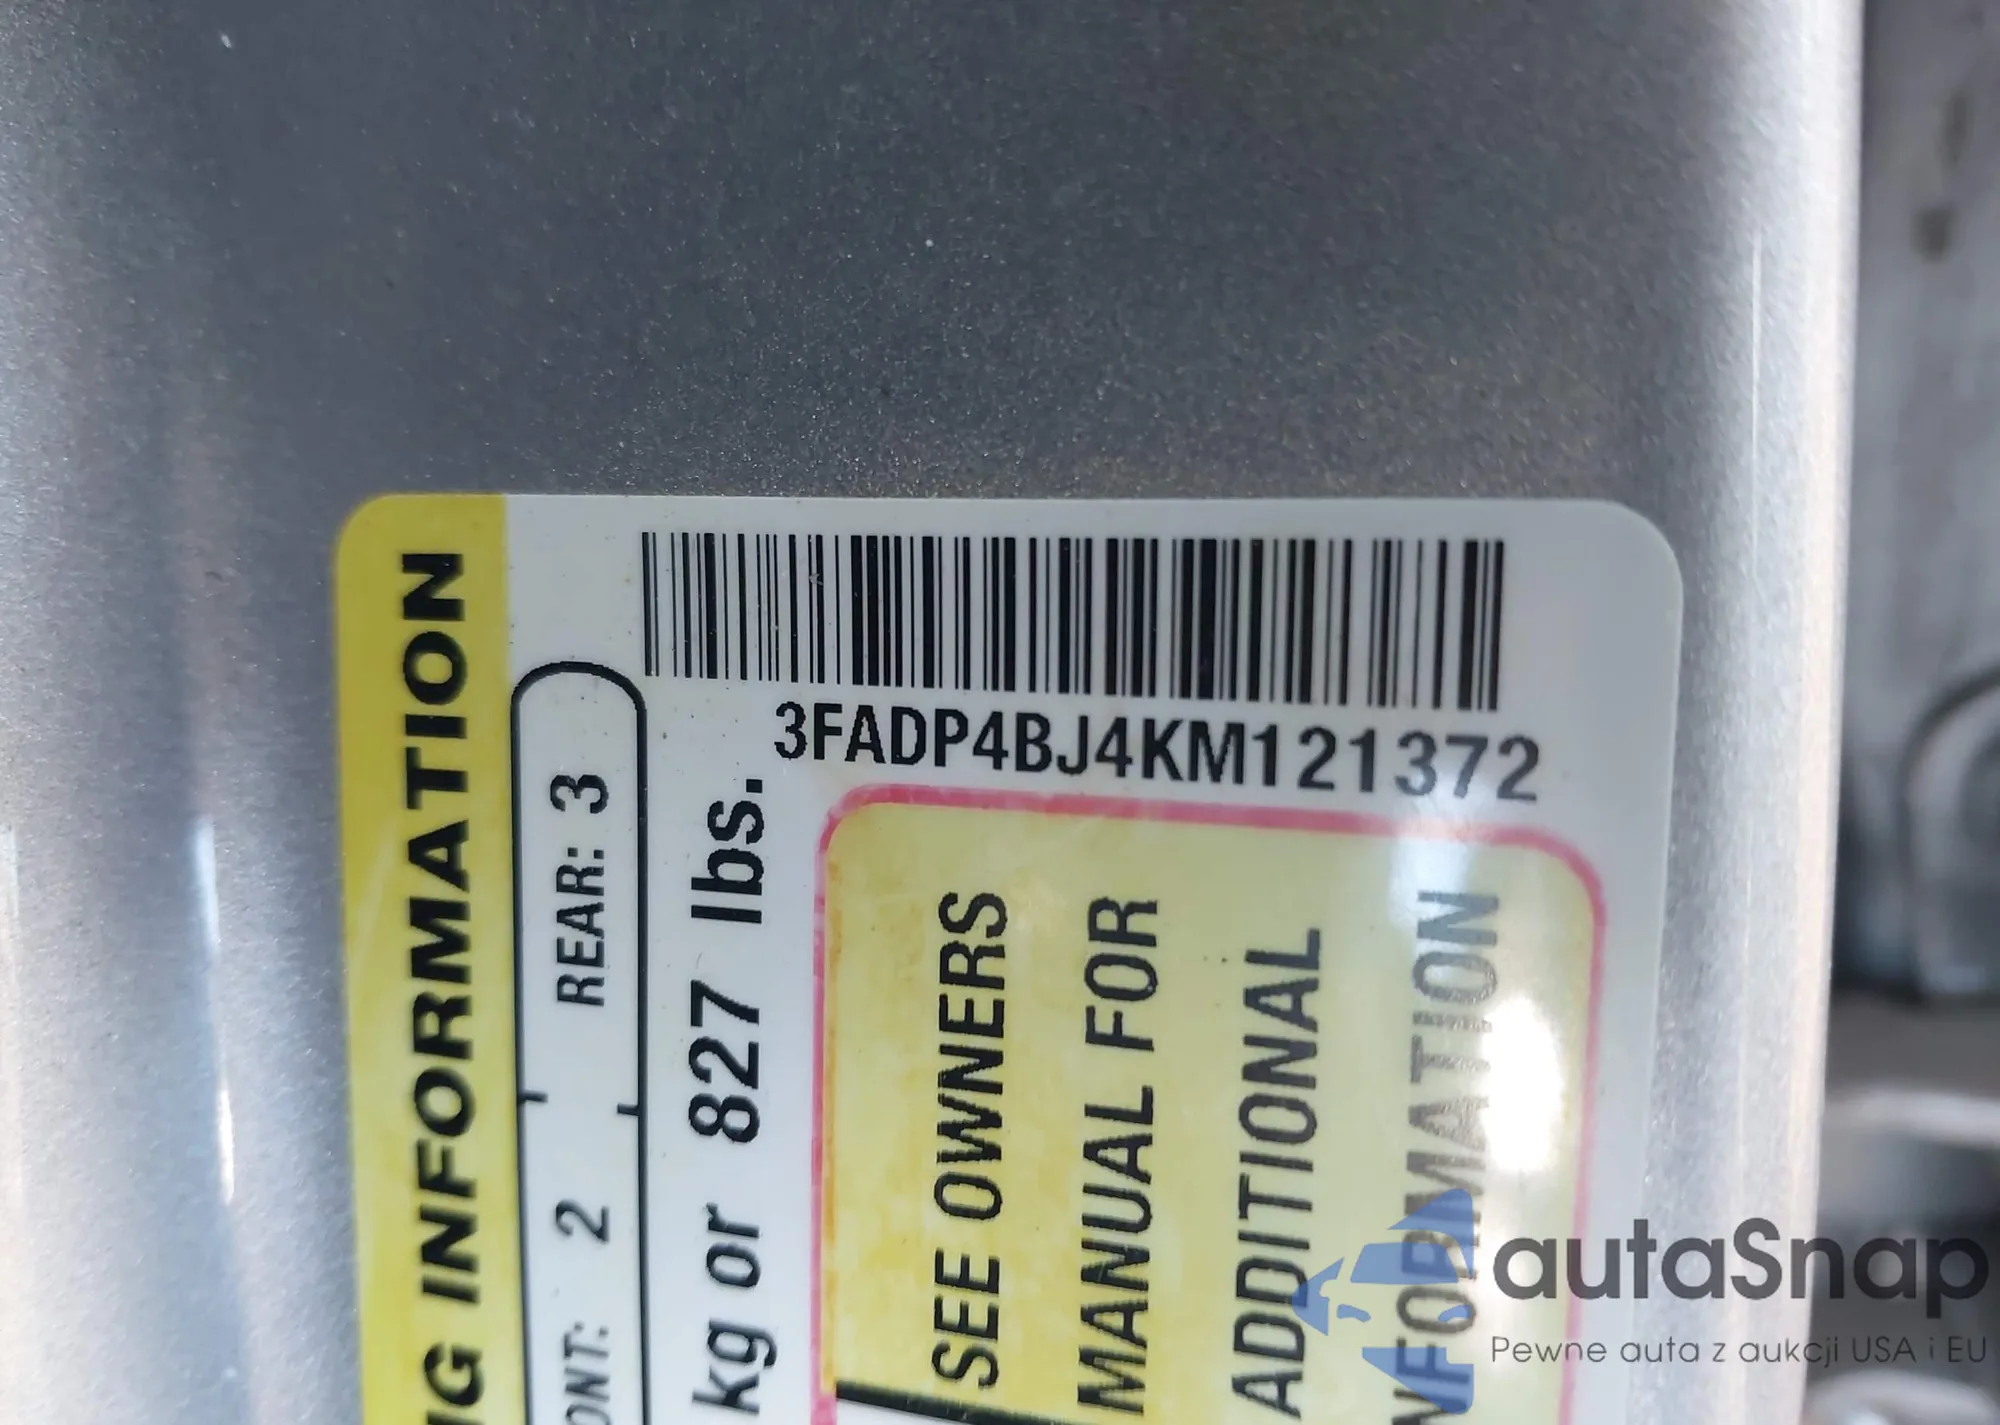 3FADP4BJ4KM121372
NG INFORMATION
ONT: 2 REAR: 3
kg or 827 lbs.
SEE OWNERS
MANUAL FOR
ADDITIONAL
INFORMATION
autaSnap
Pewne auta z aukcji USA i EU